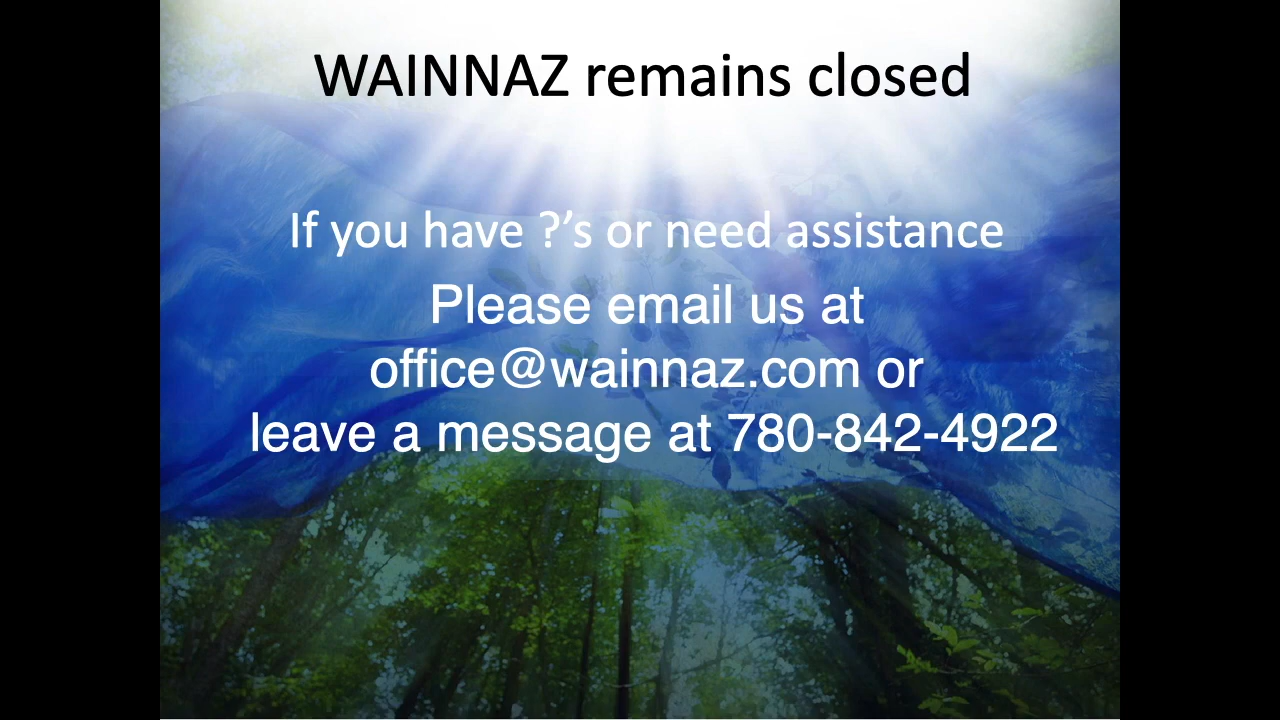 WAINNAZ remains closed
If you have ?’s or need assistance
Please email us at
office@wainnaz.com or
leave a message at 780-842-4922